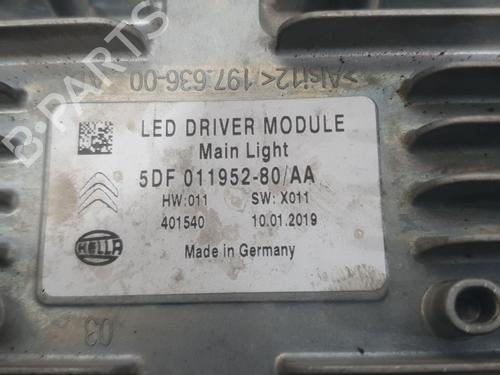 >AlSi12< 197.636-00
B-PARTS
LED DRIVER MODULE
Main Light
5DF 011952-80/AA
HW:011 SW: X011
401540 10.01.2019
HELLA
Made in Germany
03